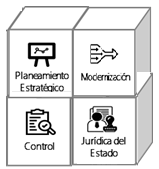 Planeamiento
Estratégico
Modernización
Control
Jurídica del
Estado